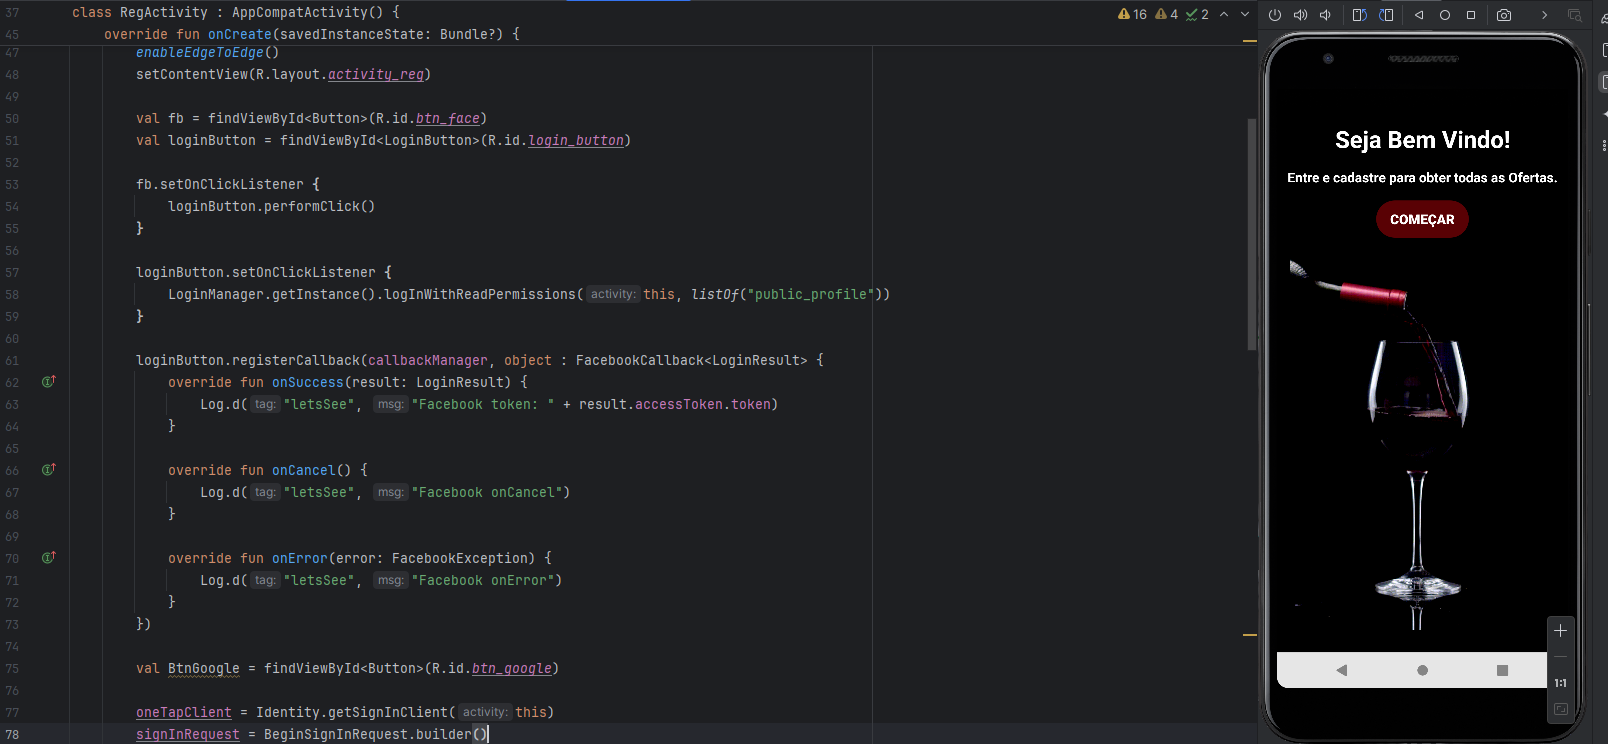 37 class RegActivity : AppCompatActivity() {
16 4 2
45 override fun onCreate(savedInstanceState: Bundle?) {
47 enableEdgeToEdge()
48 setContentView(R.layout.activity_reg)
49
50 val fb = findViewById<Button>(R.id.btn_face)
51 val loginButton = findViewById<LoginButton>(R.id.login_button)
52
53 fb.setOnClickListener {
54 loginButton.performClick()
55 }
56
57 loginButton.setOnClickListener {
58 LoginManager.getInstance().logInWithReadPermissions( activity: this, listOf("public_profile"))
59 }
60
61 loginButton.registerCallback(callbackManager, object : FacebookCallback<LoginResult> {
62 override fun onSuccess(result: LoginResult) {
63 Log.d( tag: "letsSee", msg: "Facebook token: " + result.accessToken.token)
64 }
65
66 override fun onCancel() {
67 Log.d( tag: "letsSee", msg: "Facebook onCancel")
68 }
69
70 override fun onError(error: FacebookException) {
71 Log.d( tag: "letsSee", msg: "Facebook onError")
72 }
73 })
74
75 val BtnGoogle = findViewById<Button>(R.id.btn_google)
76
77 oneTapClient = Identity.getSignInClient( activity: this)
78 signInRequest = BeginSignInRequest.builder()
Seja Bem Vindo!
Entre e cadastre para obter todas as Ofertas.
COMEÇAR
1:1